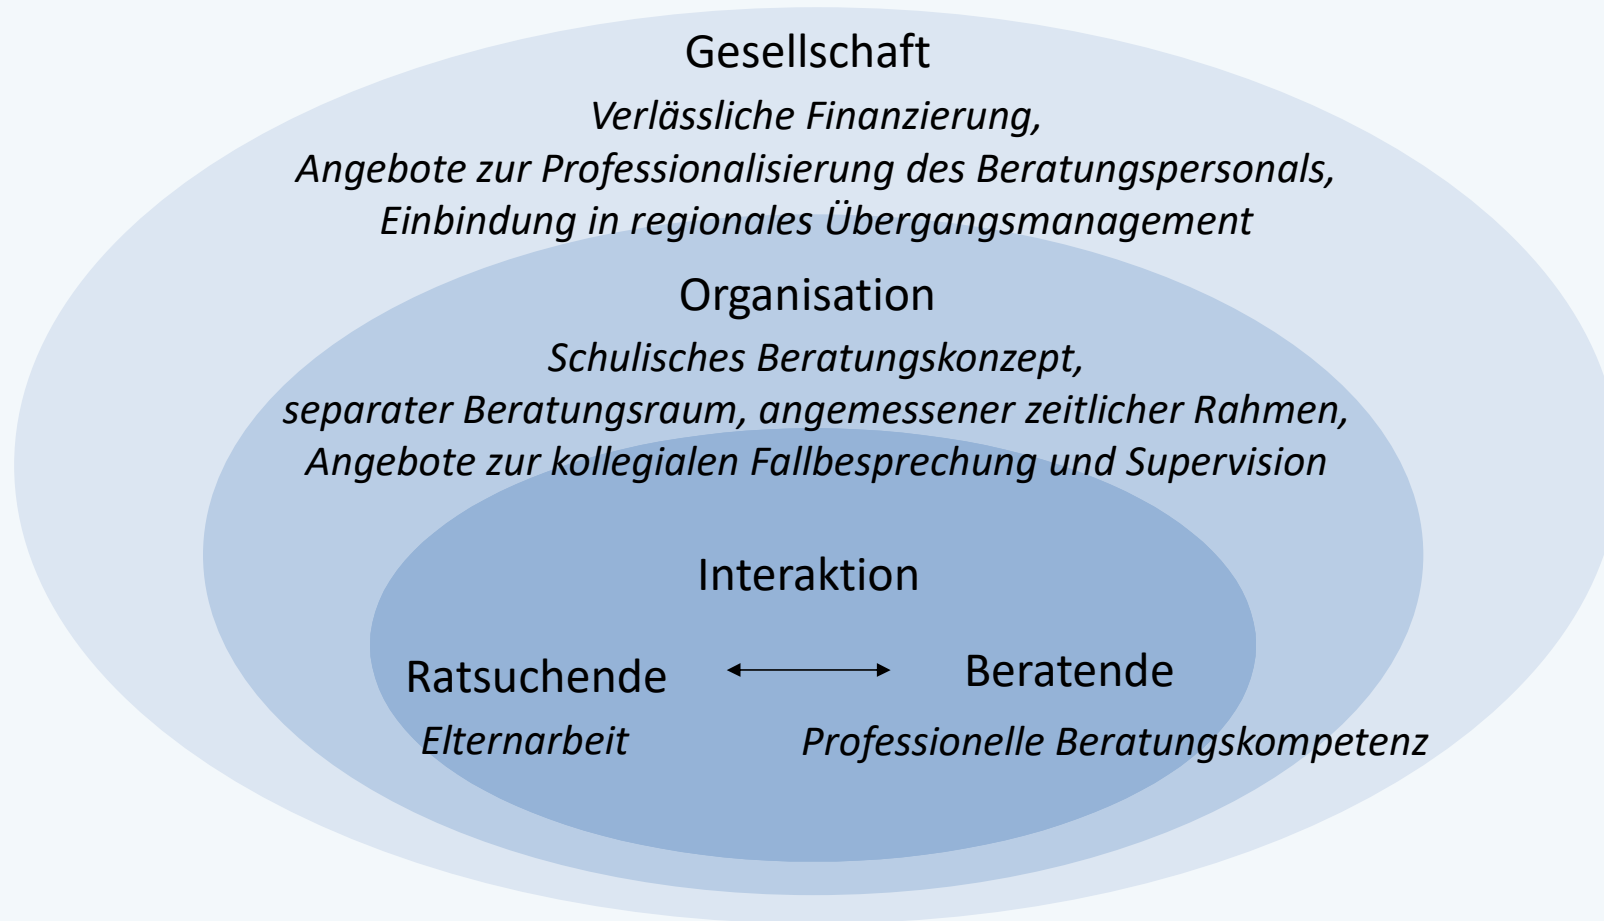 Gesellschaft
Verlässliche Finanzierung,
Angebote zur Professionalisierung des Beratungspersonals,
Einbindung in regionales Übergangsmanagement
Organisation
Schulisches Beratungskonzept,
separater Beratungsraum, angemessener zeitlicher Rahmen,
Angebote zur kollegialen Fallbesprechung und Supervision
Interaktion
Ratsuchende
Beratende
Elternarbeit
Professionelle Beratungskompetenz